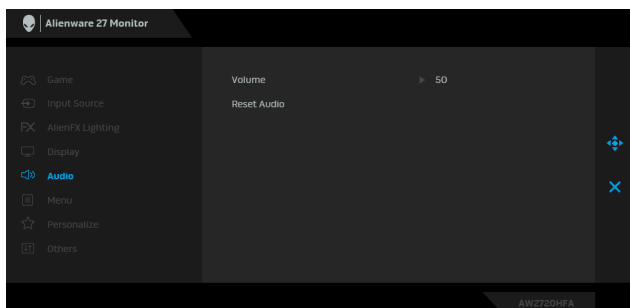 Alienware 27 Monitor
Game
Input Source
AlienFX Lighting
Display
Audio
Menu
Personalize
Others
Volume 50
Reset Audio
AW2720HFA